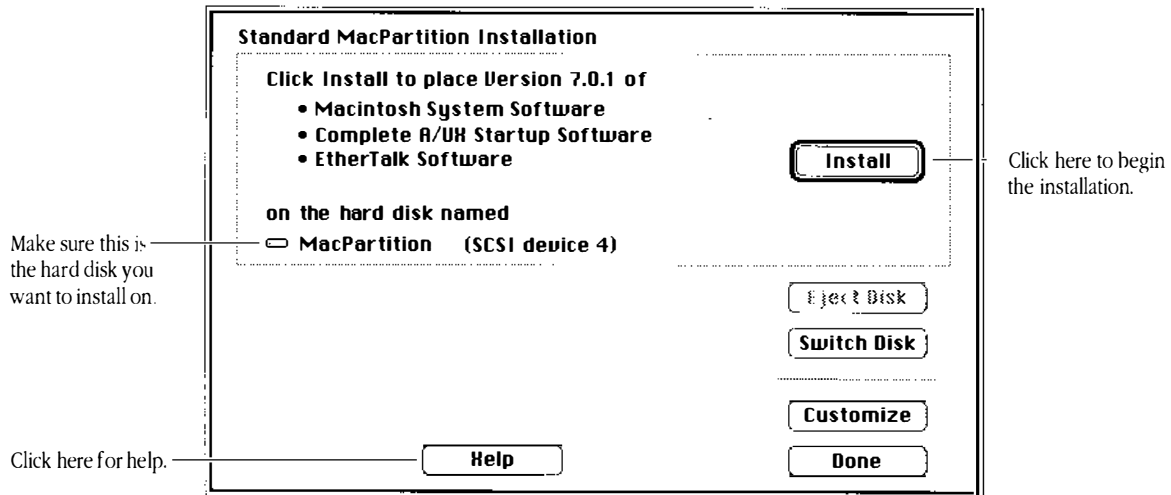 Standard MacPartition Installation
Click Install to place Version 7.0.1 of
• Macintosh System Software
• Complete A/UX Startup Software
• EtherTalk Software
Install
Click here to begin
the installation.
on the hard disk named
MacPartition (SCSI device 4)
Make sure this is
the hard disk you
want to install on.
Eject Disk
Switch Disk
Customize
Click here for help.
Help
Done